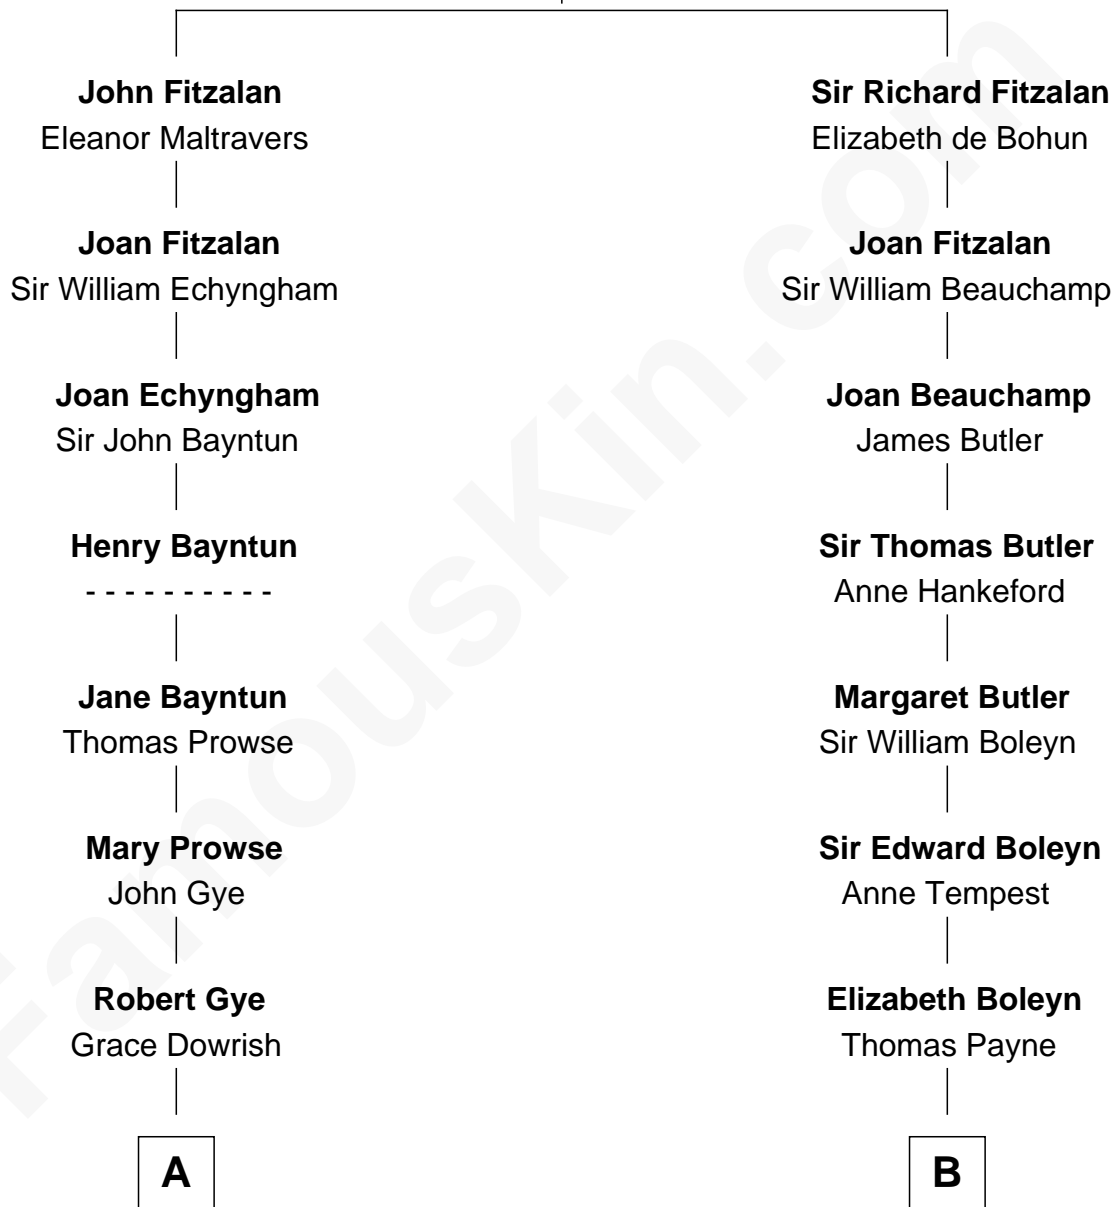 John Fitzalan
Eleanor Maltravers
Joan Fitzalan
Sir William Echyngham
Joan Echyngham
Sir John Bayntun
Henry Bayntun
- - - - - - - - - -
Jane Bayntun
Thomas Prowse
Mary Prowse
John Gye
Robert Gye
Grace Dowrish
A
Sir Richard Fitzalan
Elizabeth de Bohun
Joan Fitzalan
Sir William Beauchamp
Joan Beauchamp
James Butler
Sir Thomas Butler
Anne Hankeford
Margaret Butler
Sir William Boleyn
Sir Edward Boleyn
Anne Tempest
Elizabeth Boleyn
Thomas Payne
B
FamousKin.com